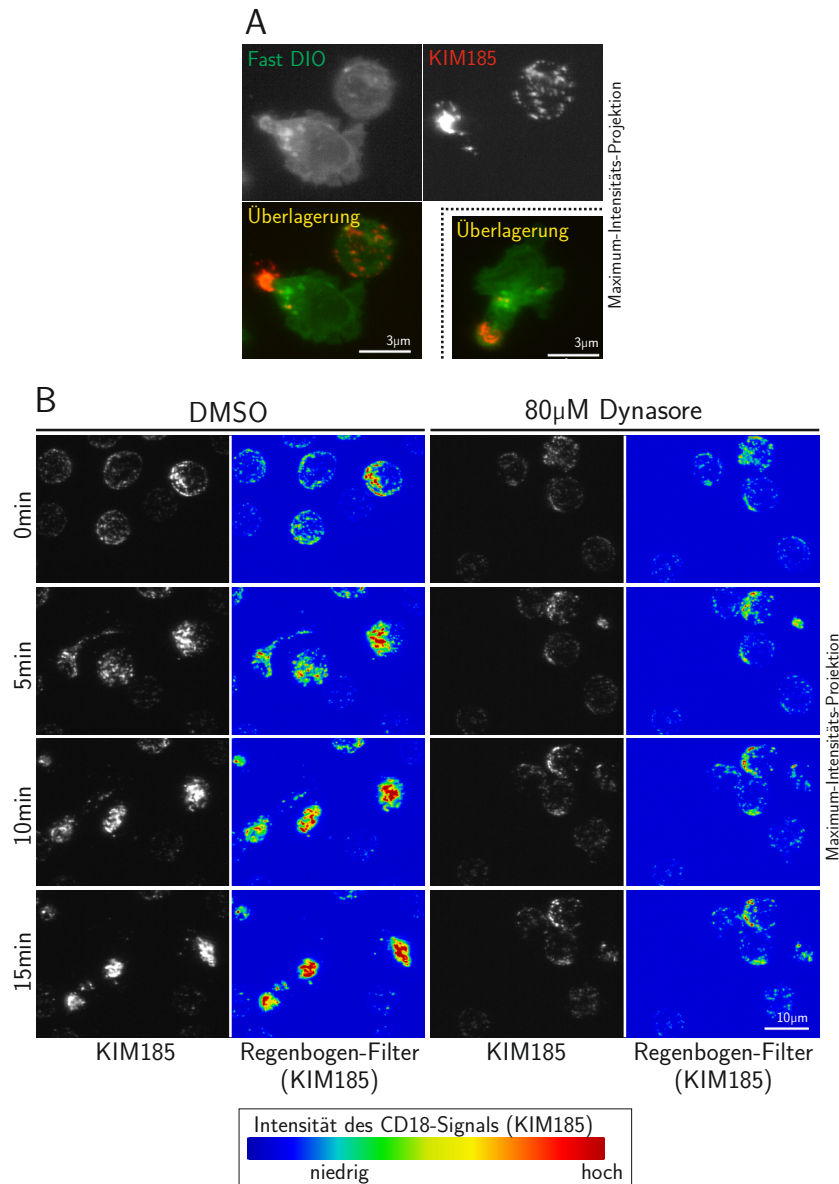 A
Fast DIO
KIM185
Maximum-Intensitäts-Projektion
Überlagerung
3µm
Überlagerung
3µm
B
DMSO
80µM Dynasore
0min
5min
10min
15min
Maximum-Intensitäts-Projektion
10µm
KIM185
Regenbogen-Filter
(KIM185)
KIM185
Regenbogen-Filter
(KIM185)
Intensität des CD18-Signals (KIM185)
niedrig
hoch